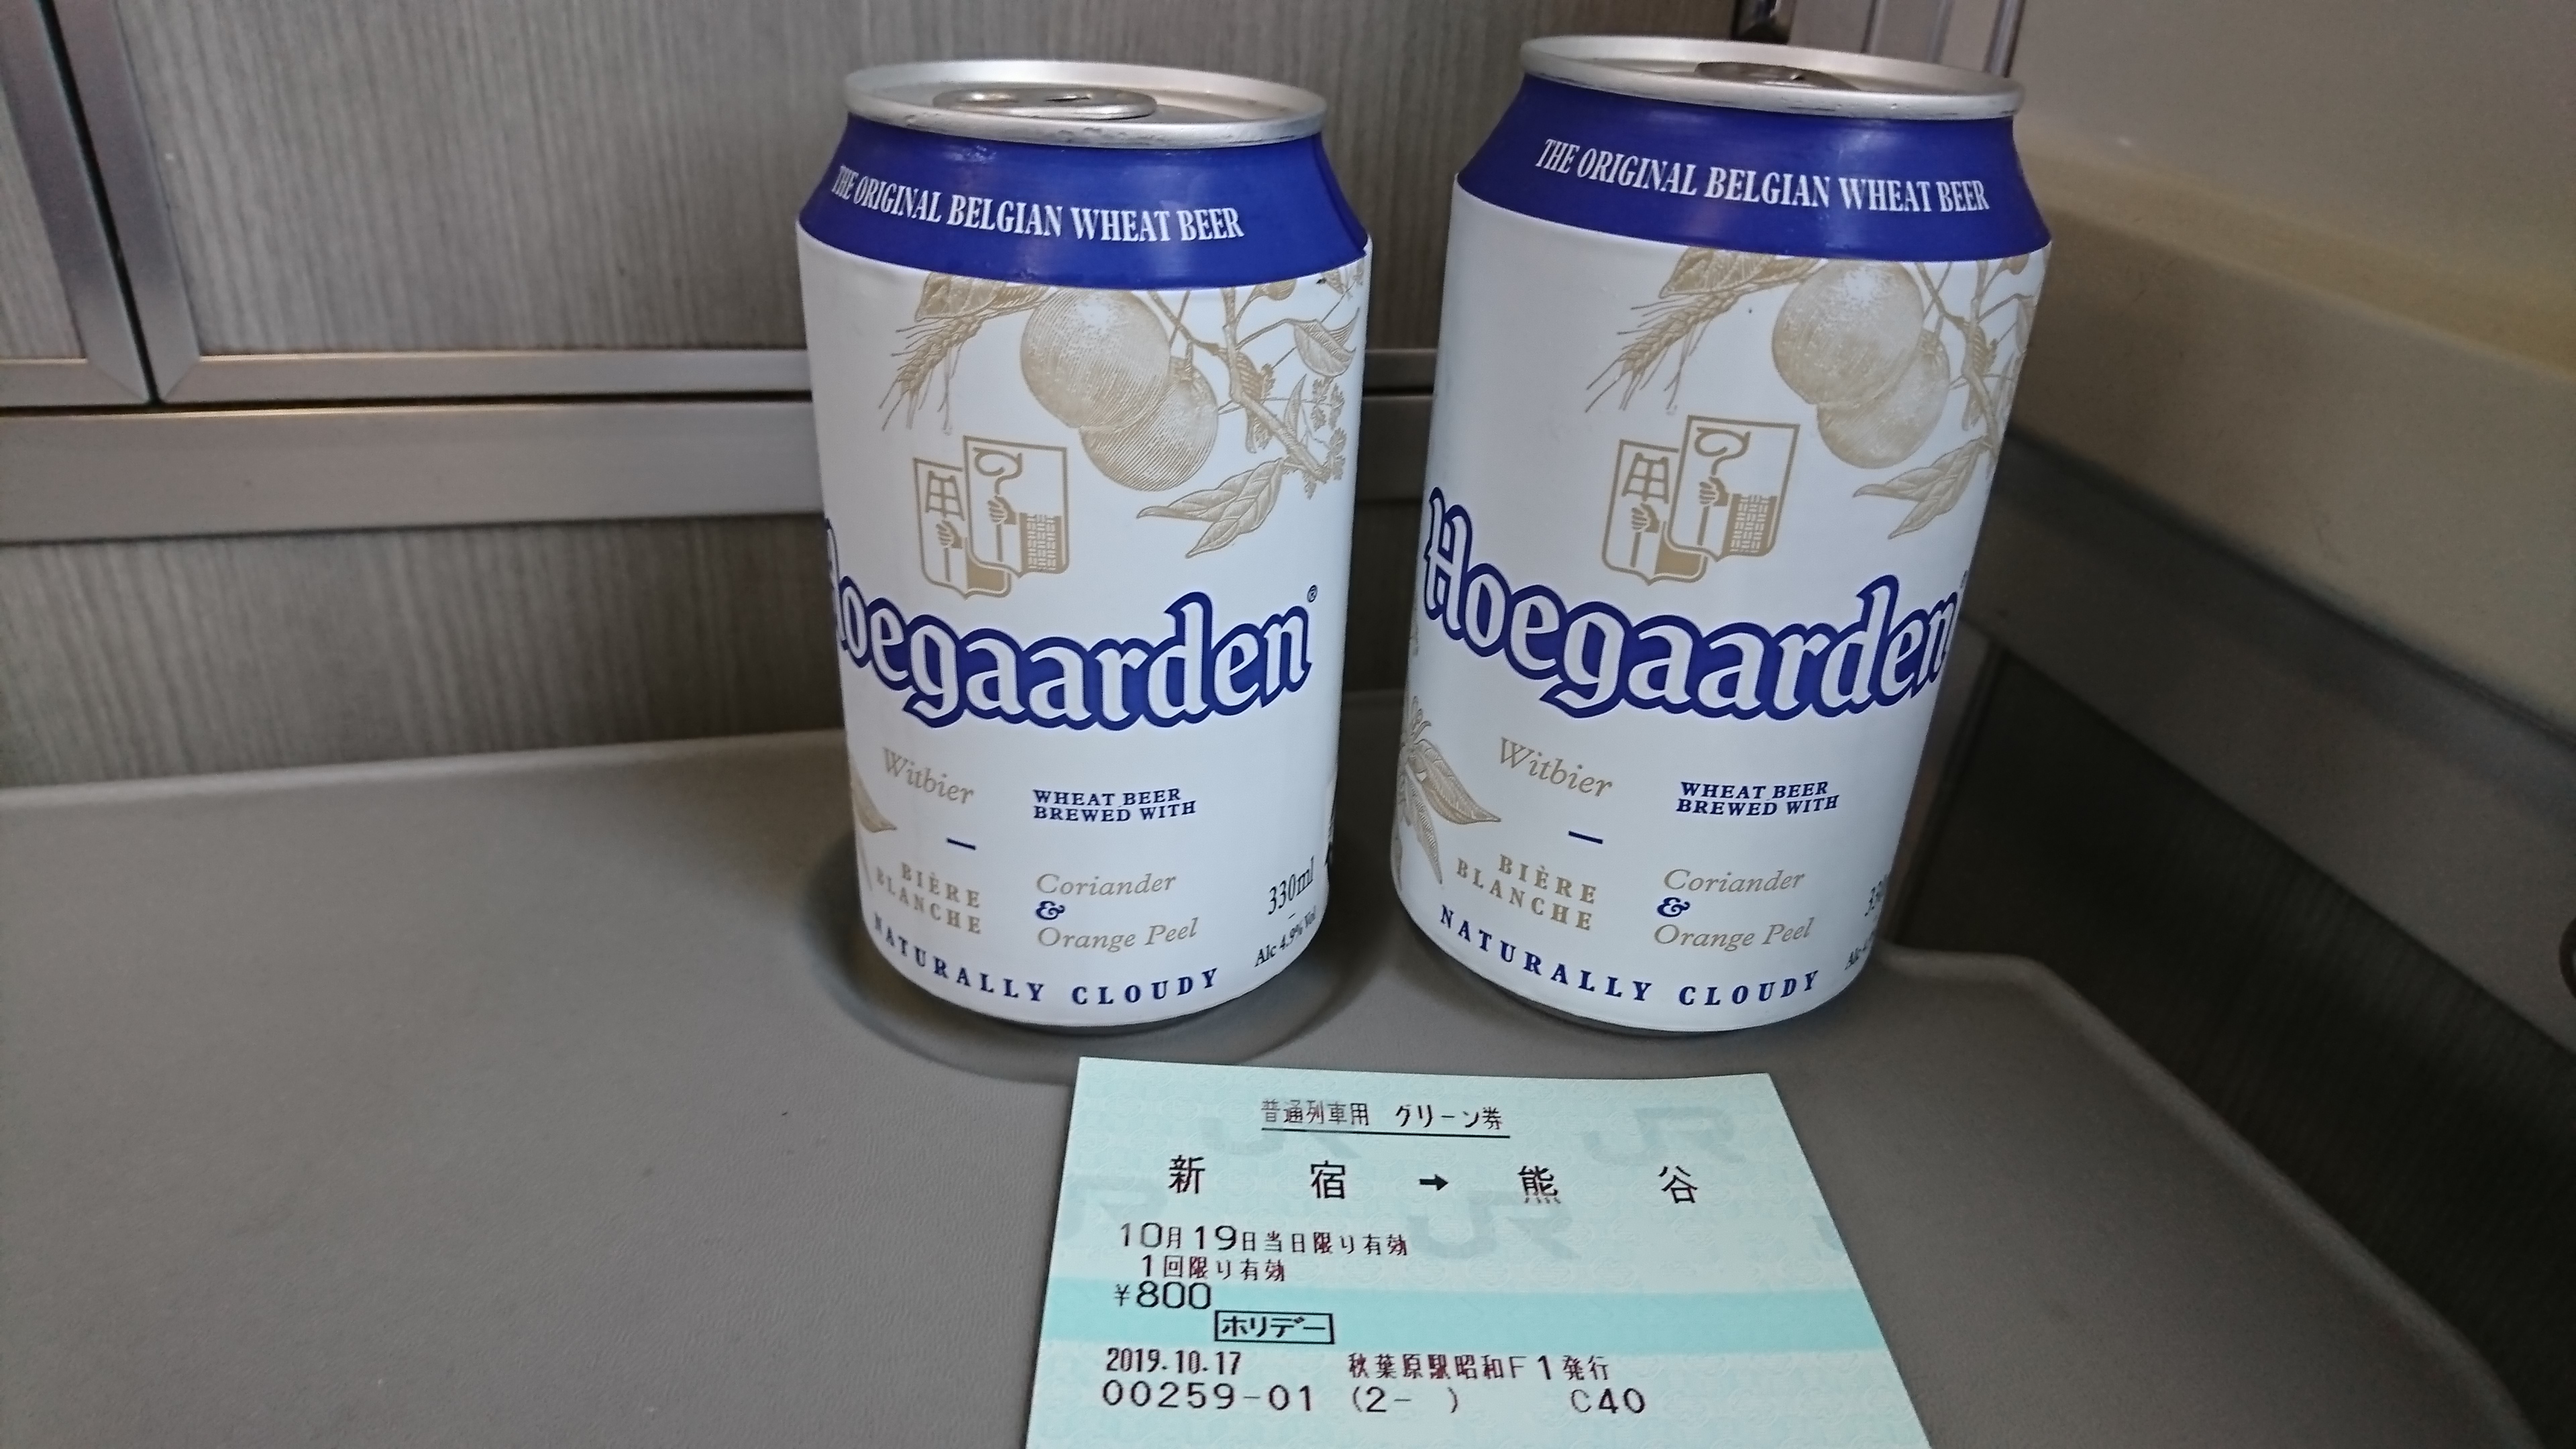 THE ORIGINAL BELGIAN WHEAT BEER
Hoegaarden®
Witbier
BIÈRE
BLANCHE
WHEAT BEER
BREWED WITH
Coriander
&
Orange Peel
330ml
Alc 4.9% Vol
NATURALLY CLOUDY
THE ORIGINAL BELGIAN WHEAT BEER
Hoegaarden
Witbier
BIÈRE
BLANCHE
WHEAT BEER
BREWED WITH
Coriander
&
Orange Peel
NATURALLY CLOUDY
普通列車用 グリーン券
新宿 → 熊谷
10月19日当日限り有効
1回限り有効
¥800
ホリデー
2019.10.17 秋葉原駅昭和F1発行
00259-01 (2- ) C40